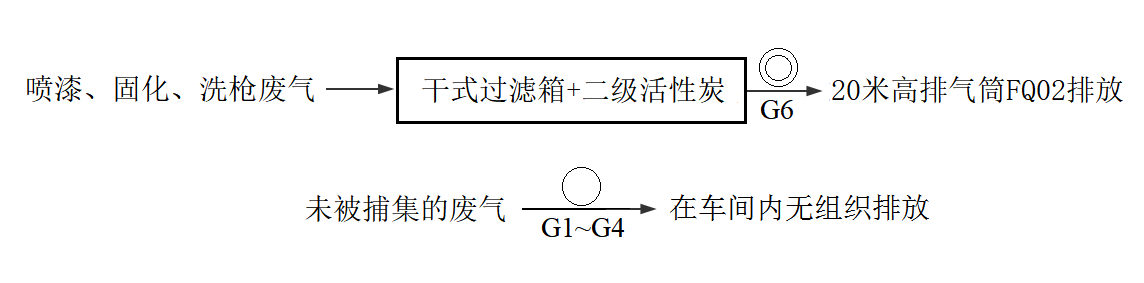 喷漆、固化、洗枪废气 干式过滤箱+二级活性炭 G6 20米高排气筒FQ02排放
未被捕集的废气 G1~G4 在车间内无组织排放